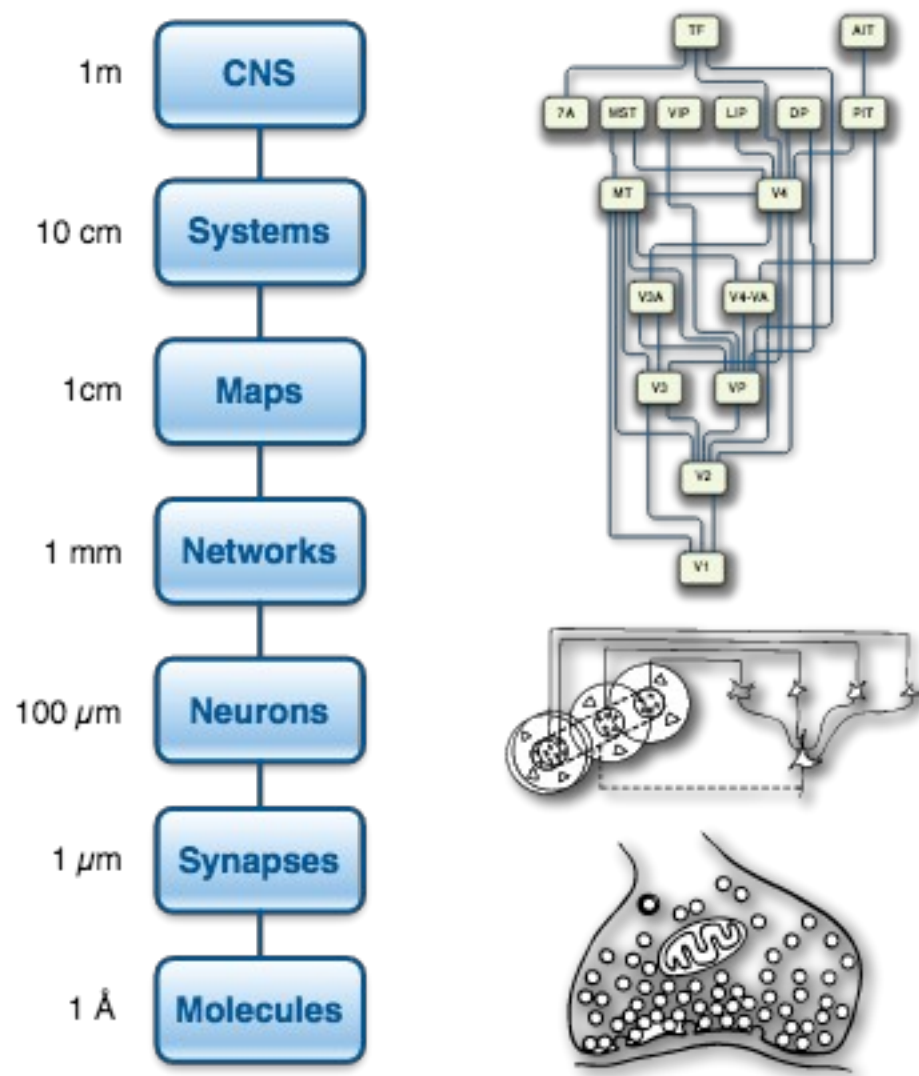 1m
CNS
10 cm
Systems
1cm
Maps
1 mm
Networks
100 µm
Neurons
1 µm
Synapses
1 Å
Molecules
TF AIT
7A MST VIP LIP DP PIT
MT V4
V3A V4-VA
V3 VP
V2
V1